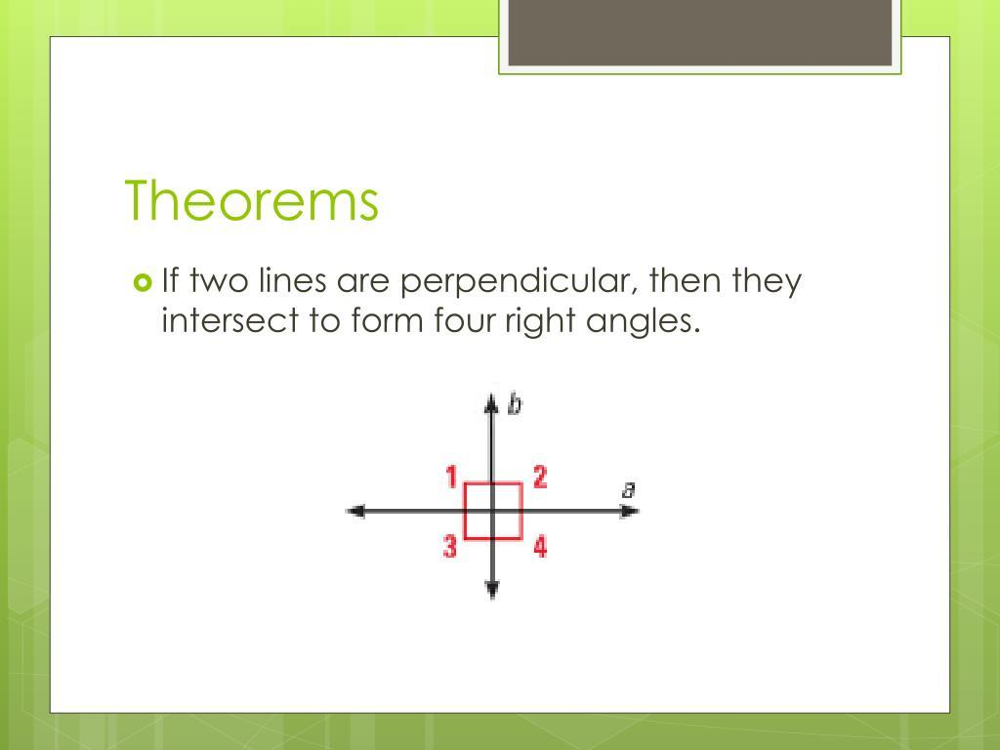 Theorems
If two lines are perpendicular, then they
intersect to form four right angles.
b
1 2
a
3 4